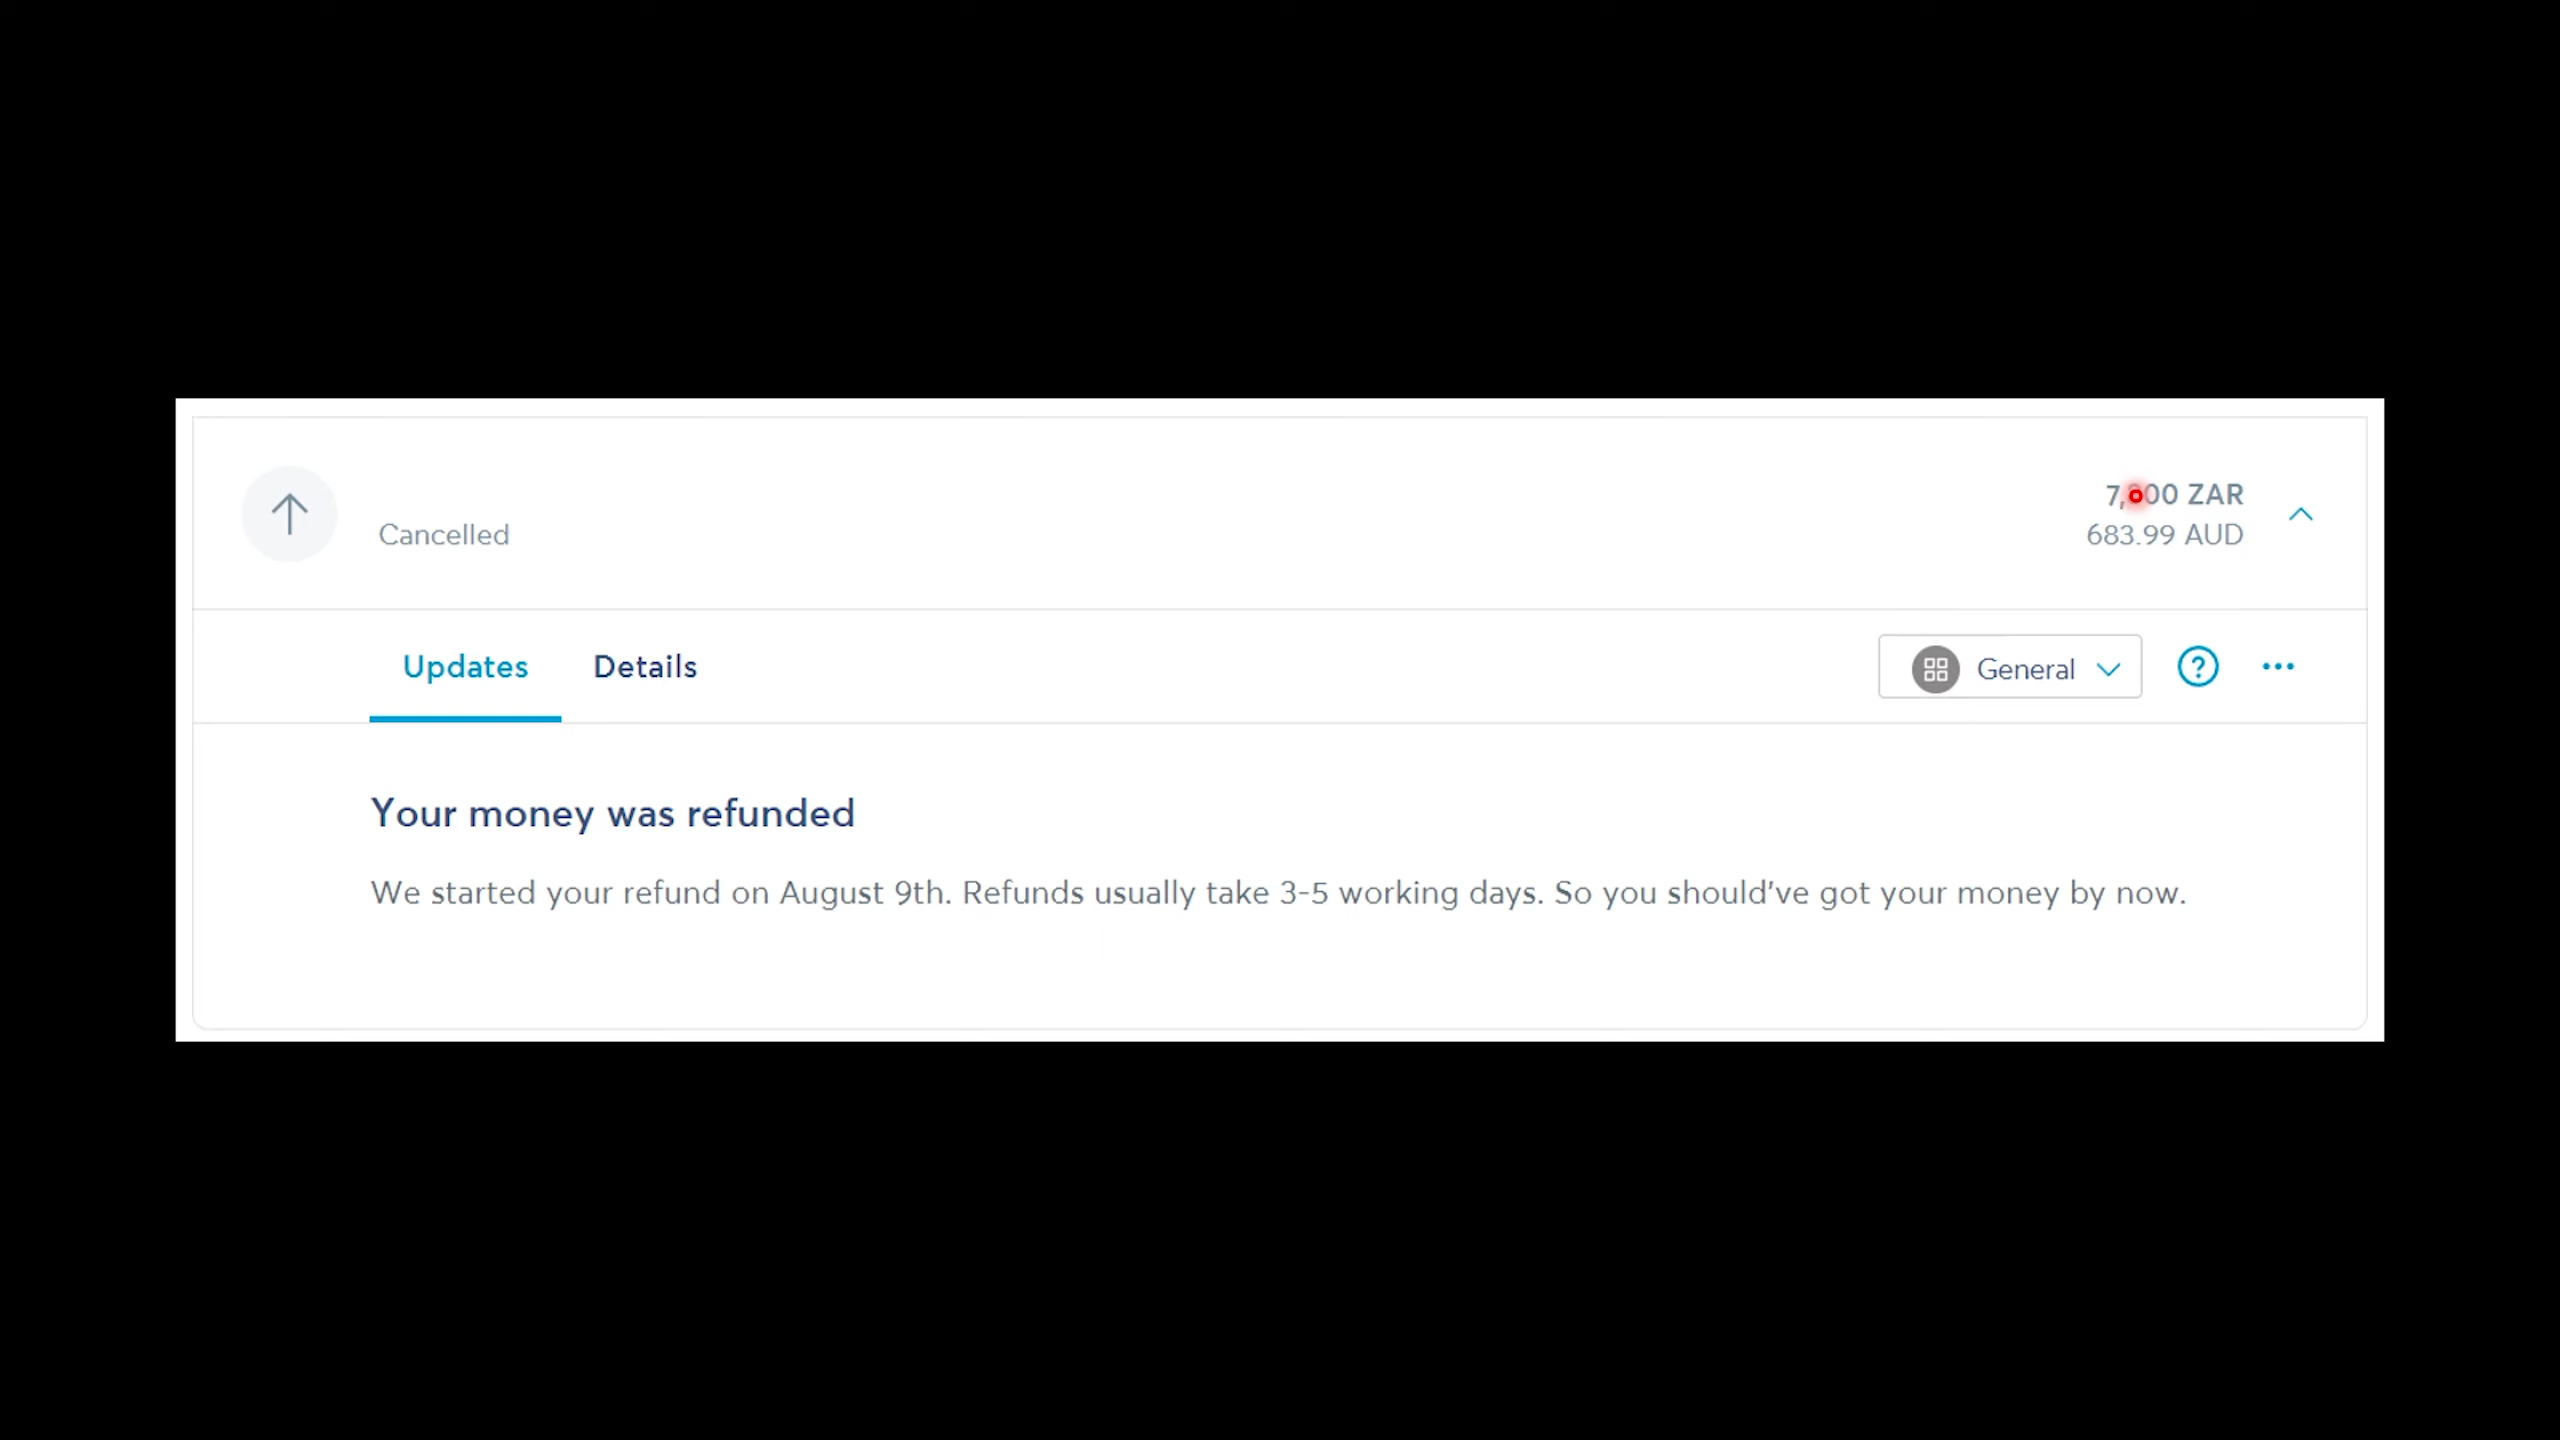 ZAR
Cancelled
683.99 AUD
Updates
Details
General
?
Your money was refunded
We started your refund on August 9th. Refunds usually take 3-5 working days. So you should've got your money by now.